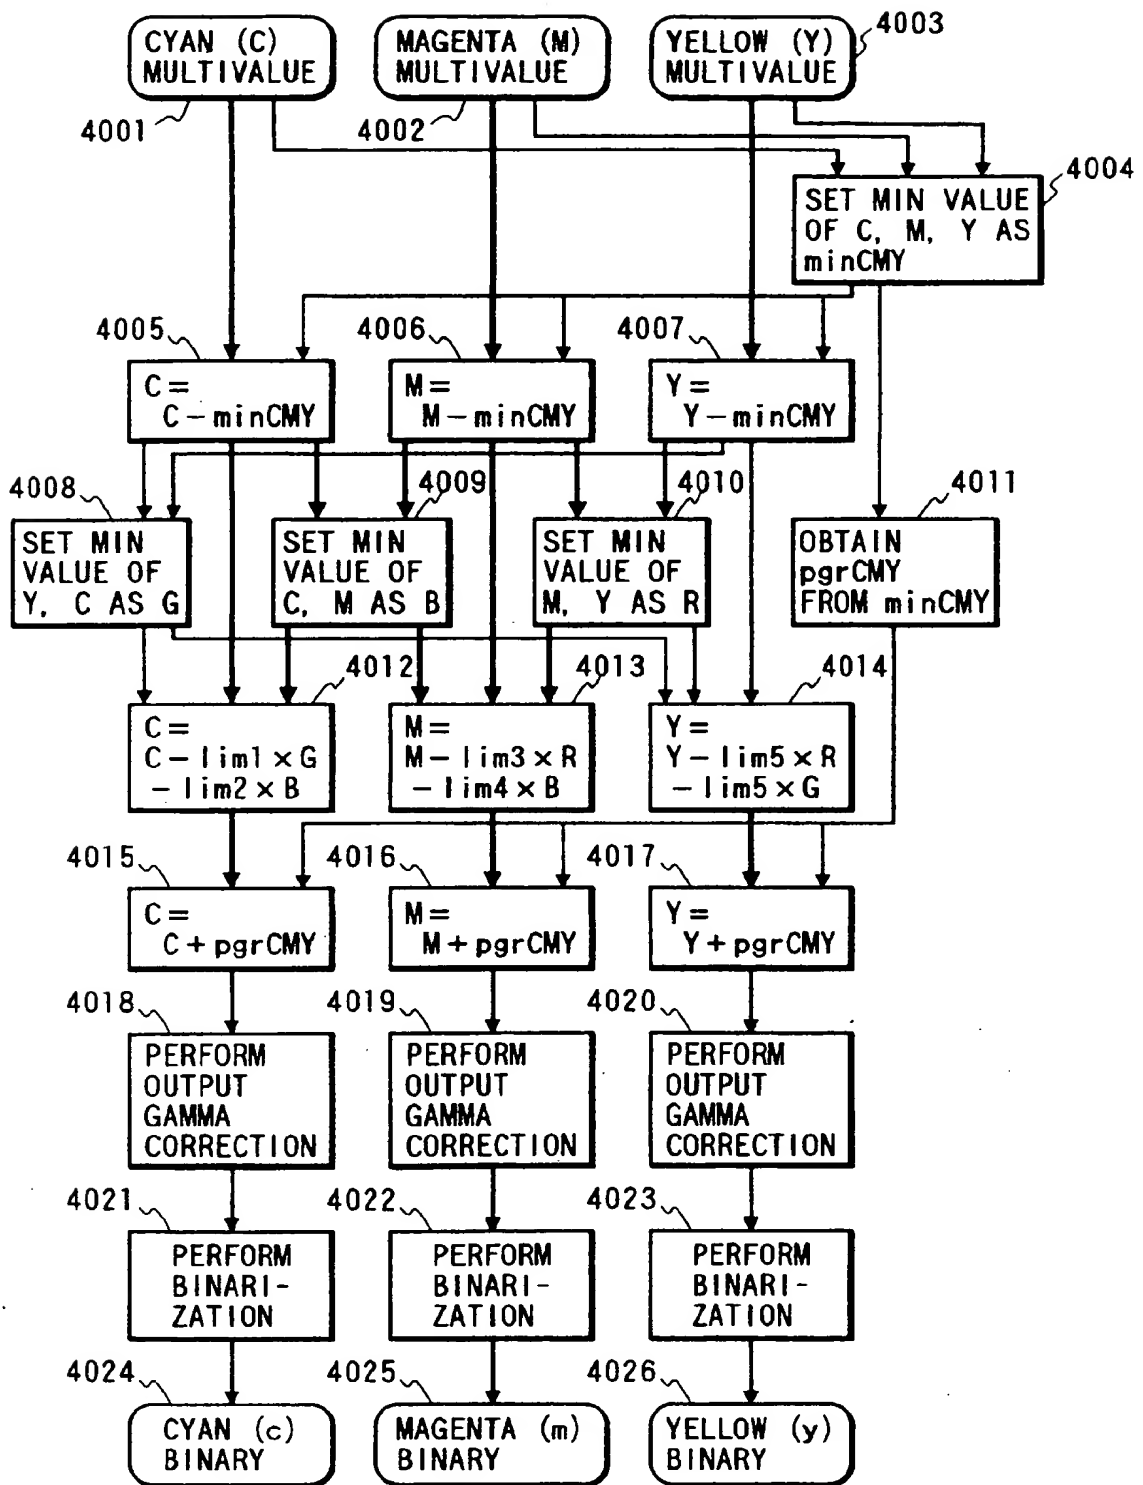 CYAN (C)
MULTIVALUE
4001
MAGENTA (M)
MULTIVALUE
4002
YELLOW (Y)
MULTIVALUE
4003
4004
SET MIN VALUE
OF C, M, Y AS
minCMY
4005
C=
C-minCMY
4006
M=
M-minCMY
4007
Y=
Y-minCMY
4008
SET MIN
VALUE OF
Y, C AS G
4009
SET MIN
VALUE OF
C, M AS B
4010
SET MIN
VALUE OF
M, Y AS R
4011
OBTAIN
pgrCMY
FROM minCMY
4012
C=
C-lim1×G
-lim2×B
4013
M=
M-lim3×R
-lim4×B
4014
Y=
Y-lim5×R
-lim5×G
4015
C=
C+pgrCMY
4016
M=
M+pgrCMY
4017
Y=
Y+pgrCMY
4018
PERFORM
OUTPUT
GAMMA
CORRECTION
4019
PERFORM
OUTPUT
GAMMA
CORRECTION
4020
PERFORM
OUTPUT
GAMMA
CORRECTION
4021
PERFORM
BINARI-
ZATION
4022
PERFORM
BINARI-
ZATION
4023
PERFORM
BINARI-
ZATION
4024
CYAN (c)
BINARY
4025
MAGENTA (m)
BINARY
4026
YELLOW (y)
BINARY